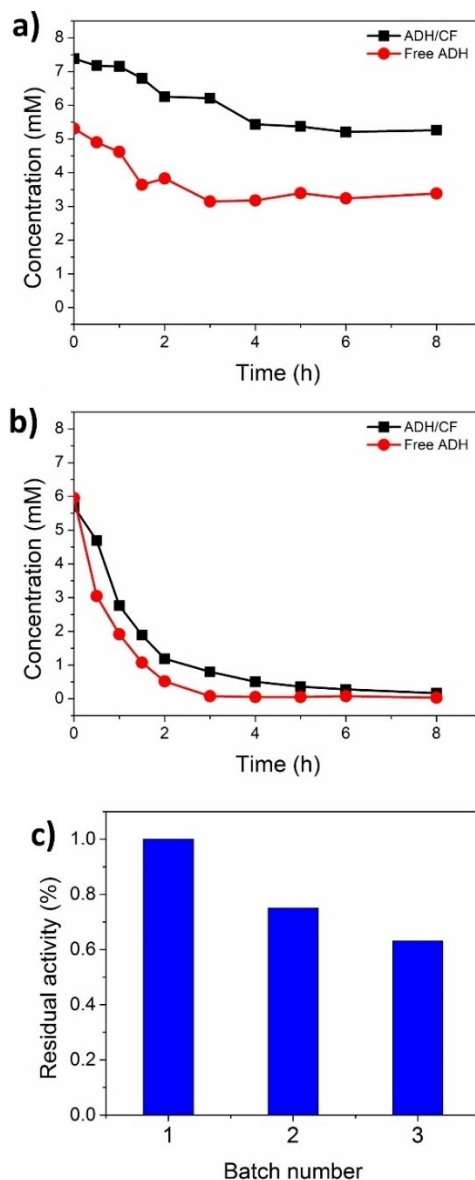 a)
ADH/CF
Free ADH
Concentration (mM)
8
7
6
5
4
3
2
1
0
0 2 4 6 8
Time (h)
b)
ADH/CF
Free ADH
Concentration (mM)
8
7
6
5
4
3
2
1
0
0 2 4 6 8
Time (h)
c)
Residual activity (%)
1.0
0.8
0.6
0.4
0.2
0.0
1 2 3
Batch number